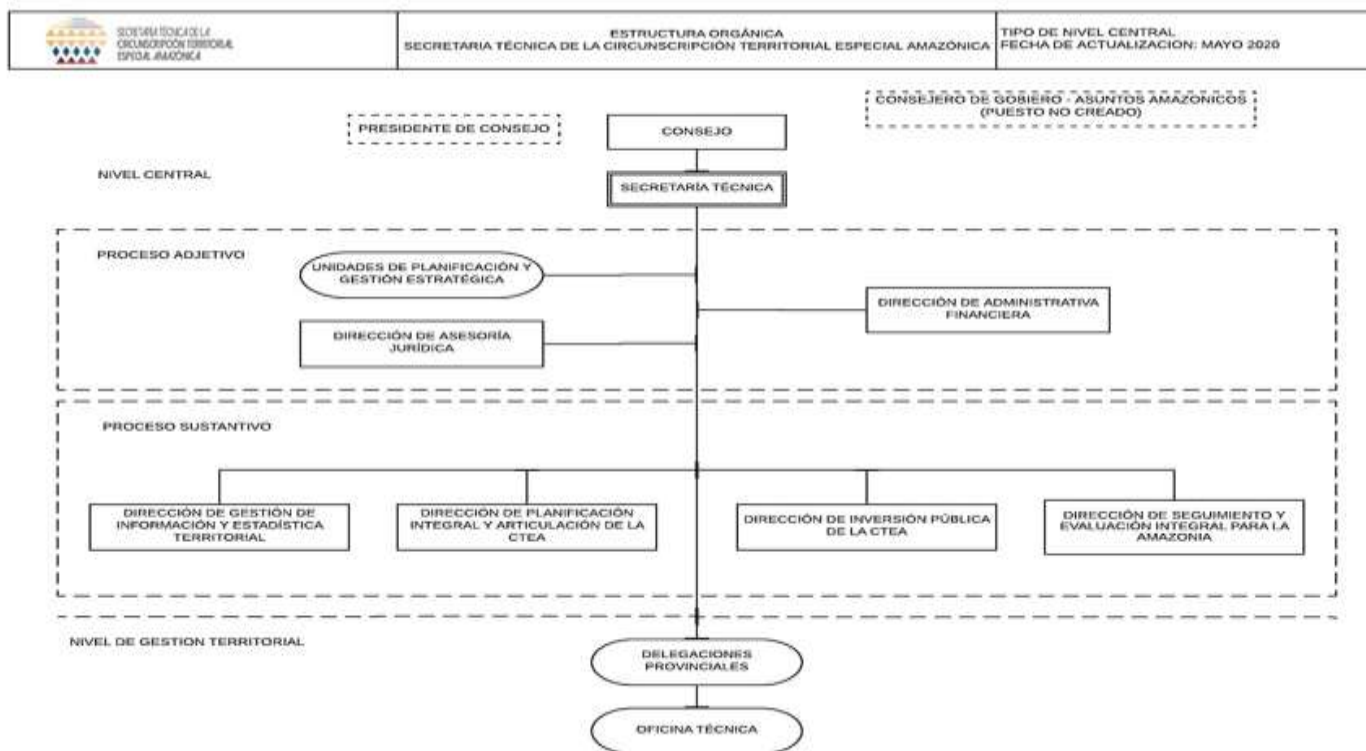 SECRETARÍA TÉCNICA DE LA
CIRCUNSCRIPCIÓN TERRITORIAL
ESPECIAL AMAZÓNICA
ESTRUCTURA ORGÁNICA
SECRETARIA TÉCNICA DE LA CIRCUNSCRIPCIÓN TERRITORIAL ESPECIAL AMAZÓNICA
TIPO DE NIVEL CENTRAL
FECHA DE ACTUALIZACION: MAYO 2020
CONSEJERO DE GOBIERO - ASUNTOS AMAZONICOS
(PUESTO NO CREADO)
PRESIDENTE DE CONSEJO
CONSEJO
NIVEL CENTRAL
SECRETARÍA TÉCNICA
PROCESO ADJETIVO
UNIDADES DE PLANIFICACIÓN Y
GESTIÓN ESTRATÉGICA
DIRECCIÓN DE ADMINISTRATIVA
FINANCIERA
DIRECCIÓN DE ASESORÍA
JURÍDICA
PROCESO SUSTANTIVO
DIRECCIÓN DE GESTIÓN DE
INFORMACIÓN Y ESTADÍSTICA
TERRITORIAL
DIRECCIÓN DE PLANIFICACIÓN
INTEGRAL Y ARTICULACIÓN DE LA
CTEA
DIRECCIÓN DE INVERSIÓN PÚBLICA
DE LA CTEA
DIRECCIÓN DE SEGUIMIENTO Y
EVALUACIÓN INTEGRAL PARA LA
AMAZONIA
NIVEL DE GESTION TERRITORIAL
DELEGACIONES
PROVINCIALES
OFICINA TÉCNICA